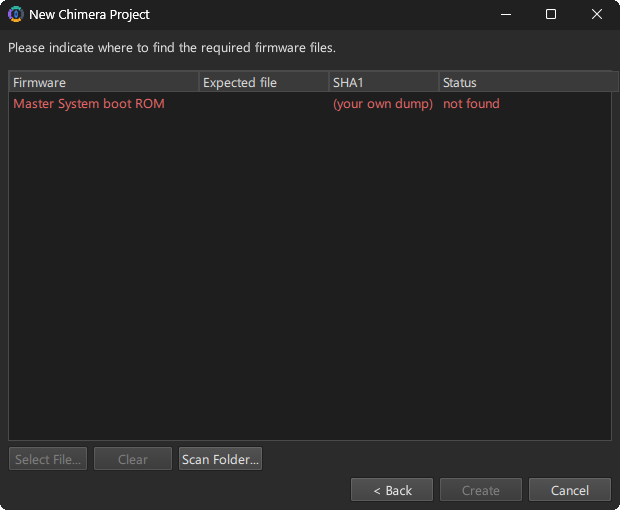 New Chimera Project
Please indicate where to find the required firmware files.
Firmware Expected file SHA1 Status
Master System boot ROM (your own dump) not found
Select File... Clear Scan Folder...
< Back Create Cancel